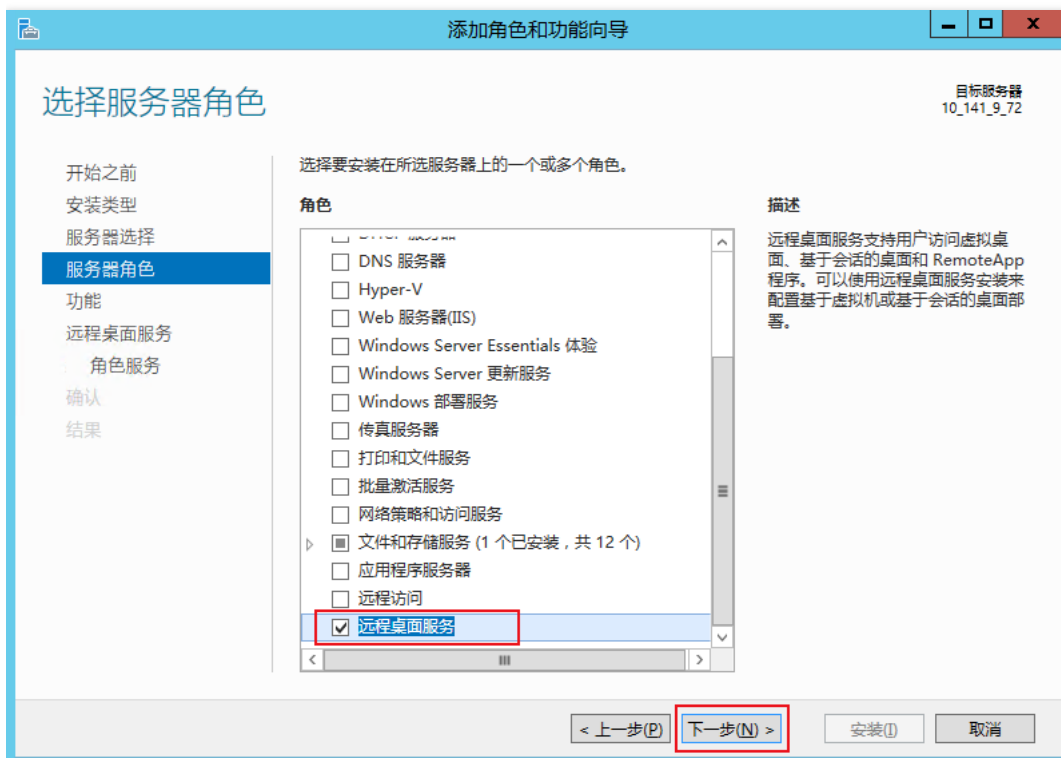 添加角色和功能向导
选择服务器角色
目标服务器
10_141_9_72
开始之前
安装类型
服务器选择
服务器角色
功能
远程桌面服务
角色服务
确认
结果
选择要安装在所选服务器上的一个或多个角色。
角色
DNS 服务器
Hyper-V
Web 服务器(IIS)
Windows Server Essentials 体验
Windows Server 更新服务
Windows 部署服务
传真服务器
打印和文件服务
批量激活服务
网络策略和访问服务
文件和存储服务 (1 个已安装，共 12 个)
应用程序服务器
远程访问
远程桌面服务
描述
远程桌面服务支持用户访问虚拟桌
面、基于会话的桌面和 RemoteApp
程序。可以使用远程桌面服务安装来
配置基于虚拟机或基于会话的桌面部
署。
< 上一步(P)
下一步(N) >
安装(I)
取消